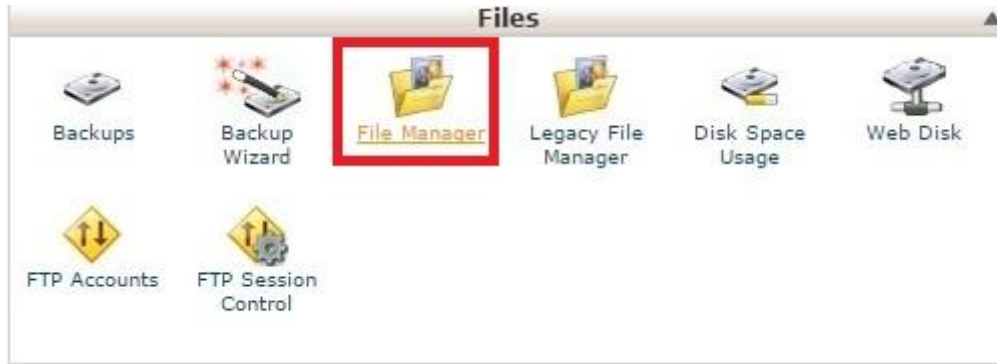 Files
Backups
Backup
Wizard
File Manager
Legacy File
Manager
Disk Space
Usage
Web Disk
FTP Accounts
FTP Session
Control